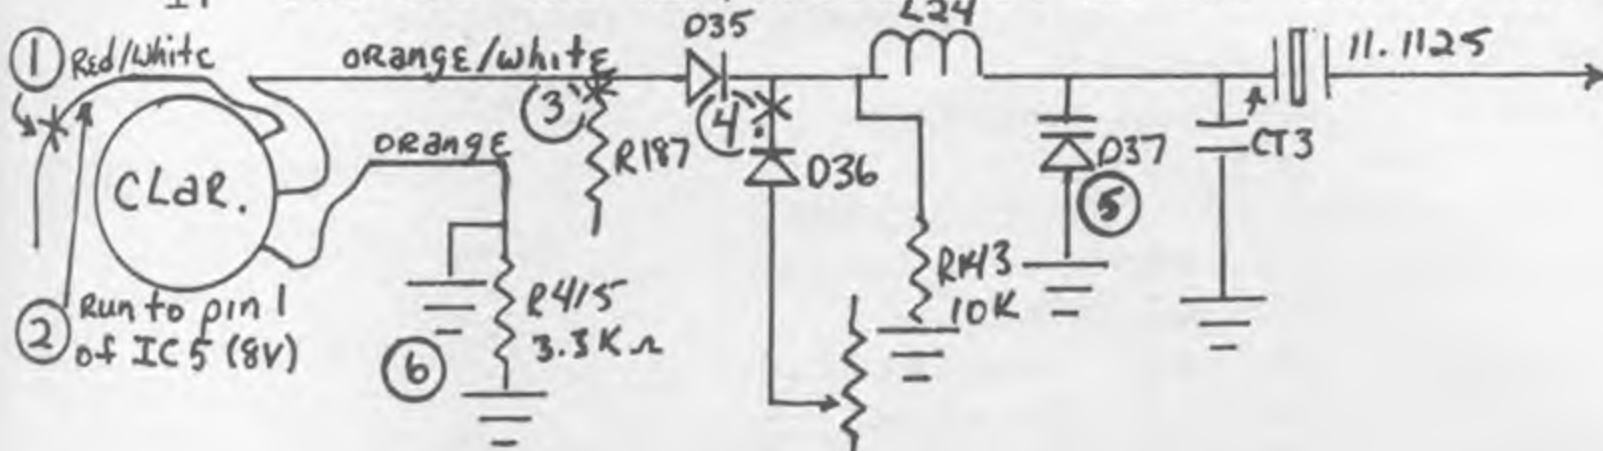 D35
L24
1 Red/White
ORANGE/White
11.1125
3
4
R187
D36
D37
CT3
ORANGE
CLAR.
5
R143
10K
2 Run to pin 1
of IC5 (8V)
R415
3.3K Ω
6